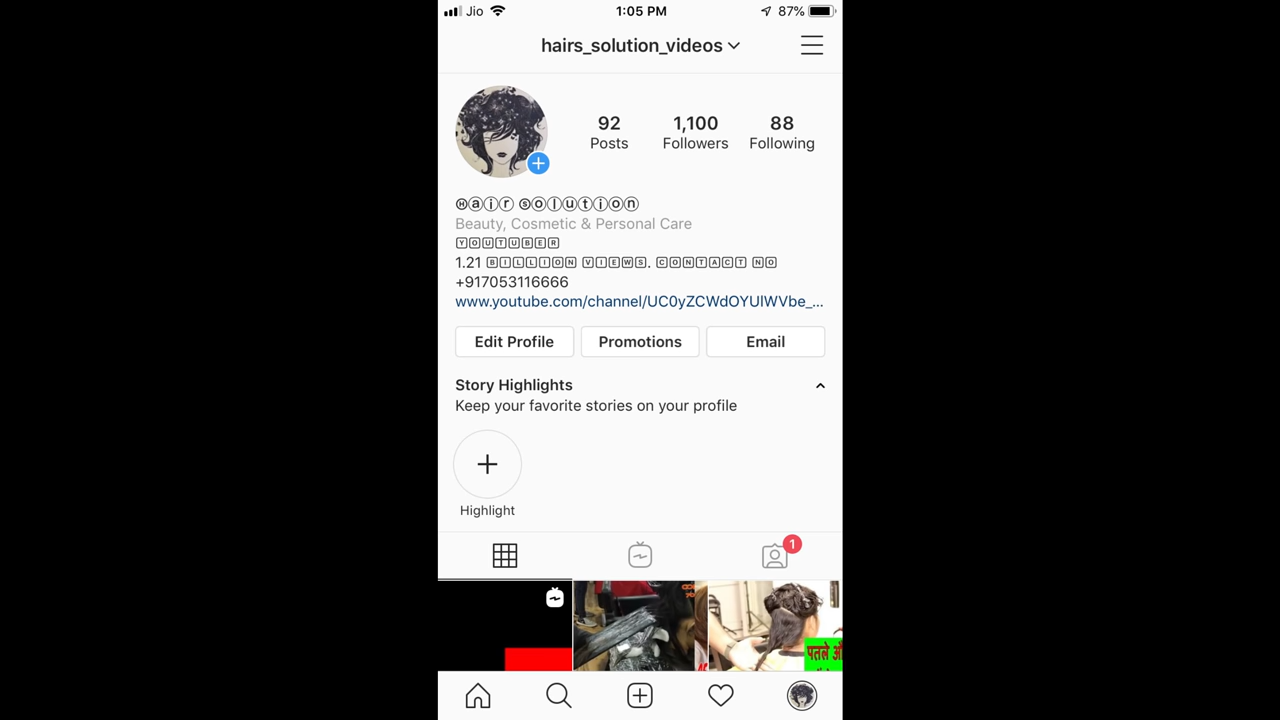 Jio 1:05 PM 87%
hairs_solution_videos
92 1,100 88
Posts Followers Following
Ⓗⓐⓘⓡ ⓢⓞⓛⓤⓣⓘⓞⓝ
Beauty, Cosmetic & Personal Care
🅈🄾🅄🅃🅄🄱🄴🅁
1.21 🄱🄸🄻🄻🄸🄾🄽 🅅🄸🄴🅆🅂. 🄲🄾🄽🅃🄰🄲🅃 🄽🄾
+917053116666
www.youtube.com/channel/UC0yZCWdOYUlWVbe_...
Edit Profile Promotions Email
Story Highlights
Keep your favorite stories on your profile
Highlight
1
पतले औ